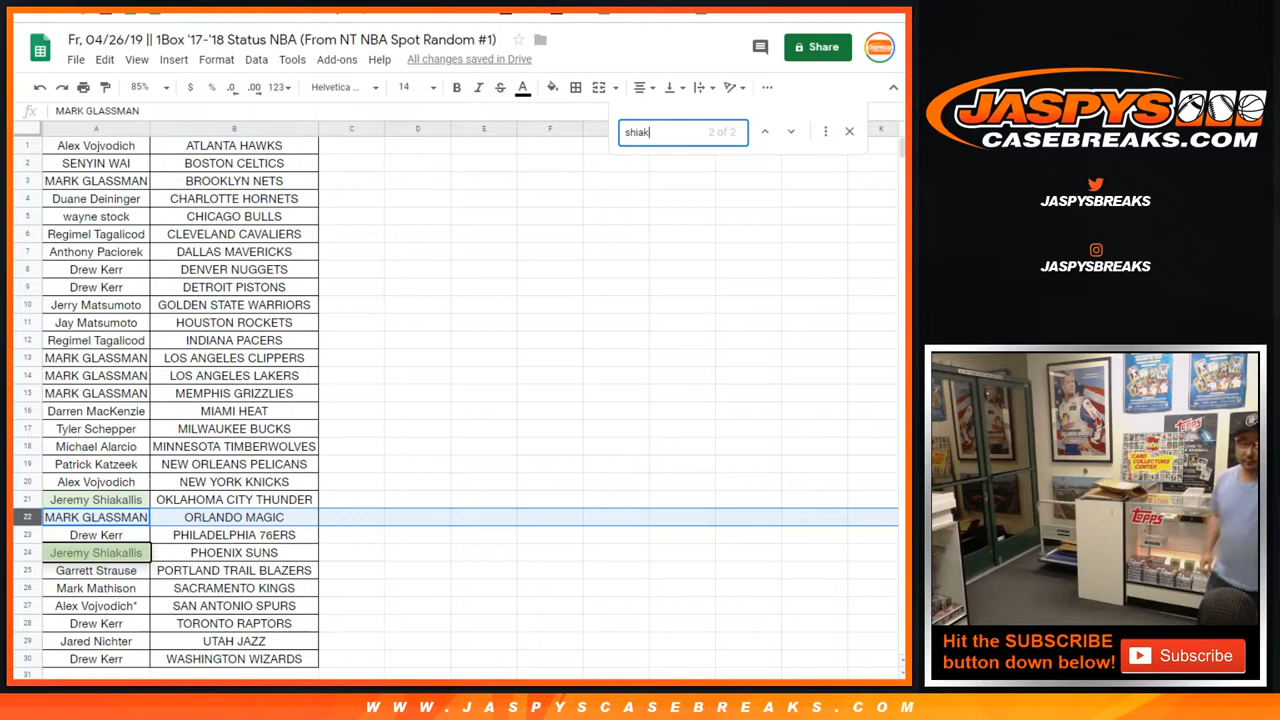 Fr, 04/26/19 || 1Box '17-'18 Status NBA (From NT NBA Spot Random #1)
Share
File Edit View Insert Format Data Tools Add-ons Help All changes saved in Drive
85% $ % .0 .00 123 Helvetica ... 14 B I S A
fx MARK GLASSMAN
shiak 2 of 2
A B C D E F K
1 Alex Vojvodich ATLANTA HAWKS
2 SENYIN WAI BOSTON CELTICS
3 MARK GLASSMAN BROOKLYN NETS
4 Duane Deininger CHARLOTTE HORNETS
5 wayne stock CHICAGO BULLS
6 Regimel Tagalicod CLEVELAND CAVALIERS
7 Anthony Paciorek DALLAS MAVERICKS
8 Drew Kerr DENVER NUGGETS
9 Drew Kerr DETROIT PISTONS
10 Jerry Matsumoto GOLDEN STATE WARRIORS
11 Jay Matsumoto HOUSTON ROCKETS
12 Regimel Tagalicod INDIANA PACERS
13 MARK GLASSMAN LOS ANGELES CLIPPERS
14 MARK GLASSMAN LOS ANGELES LAKERS
15 MARK GLASSMAN MEMPHIS GRIZZLIES
16 Darren MacKenzie MIAMI HEAT
17 Tyler Schepper MILWAUKEE BUCKS
18 Michael Alarcio MINNESOTA TIMBERWOLVES
19 Patrick Katzeek NEW ORLEANS PELICANS
20 Alex Vojvodich NEW YORK KNICKS
21 Jeremy Shiakallis OKLAHOMA CITY THUNDER
22 MARK GLASSMAN ORLANDO MAGIC
23 Drew Kerr PHILADELPHIA 76ERS
24 Jeremy Shiakallis PHOENIX SUNS
25 Garrett Strause PORTLAND TRAIL BLAZERS
26 Mark Mathison SACRAMENTO KINGS
27 Alex Vojvodich* SAN ANTONIO SPURS
28 Drew Kerr TORONTO RAPTORS
29 Jared Nichter UTAH JAZZ
30 Drew Kerr WASHINGTON WIZARDS
31
JASPYS
CASEBREAKS.COM
JASPYSBREAKS
JASPYSBREAKS
topps
CARD
COLLECTORS
CENTER
topps
Hit the SUBSCRIBE
button down below!
Subscribe
WWW.JASPYSCASEBREAKS.COM